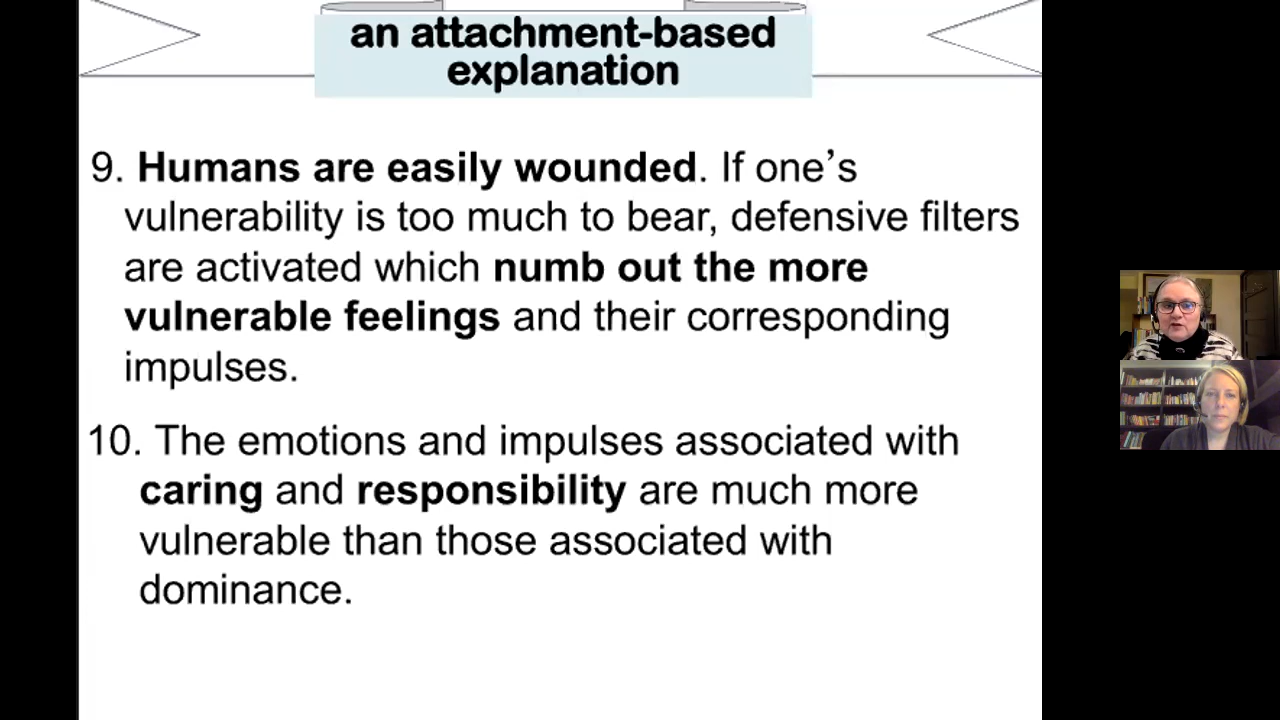 an attachment-based
explanation
9. Humans are easily wounded. If one’s
vulnerability is too much to bear, defensive filters
are activated which numb out the more
vulnerable feelings and their corresponding
impulses.
10. The emotions and impulses associated with
caring and responsibility are much more
vulnerable than those associated with
dominance.